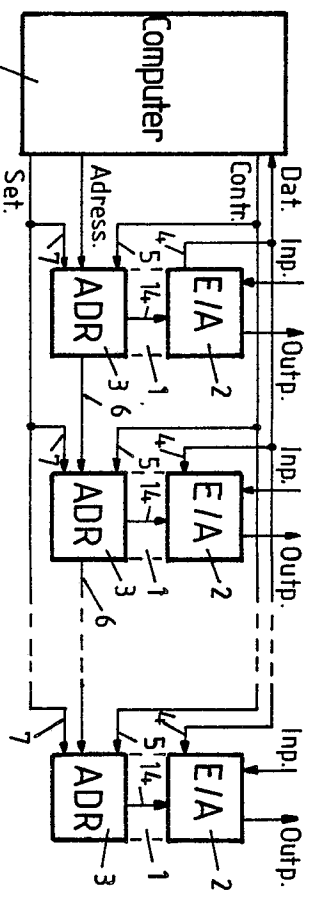 Computer
Dat.
Contr.
Adress.
Set.
Inp.
Outp.
E/A
2
4
5
14
1
ADR
3
6
7
Inp.
Outp.
E/A
2
4
5
14
1
ADR
3
6
7
Inp.
Outp.
E/A
2
4
5
14
1
ADR
3
7